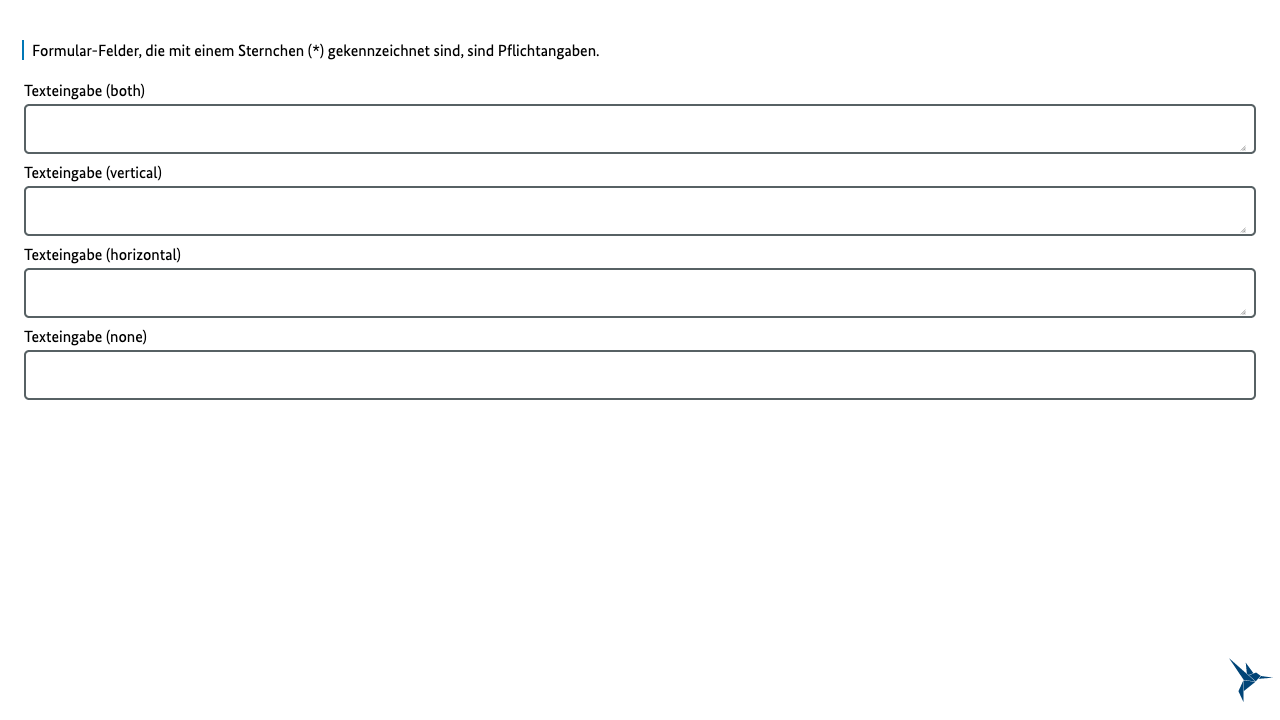 Formular-Felder, die mit einem Sternchen (*) gekennzeichnet sind, sind Pflichtangaben.
Texteingabe (both)
Texteingabe (vertical)
Texteingabe (horizontal)
Texteingabe (none)